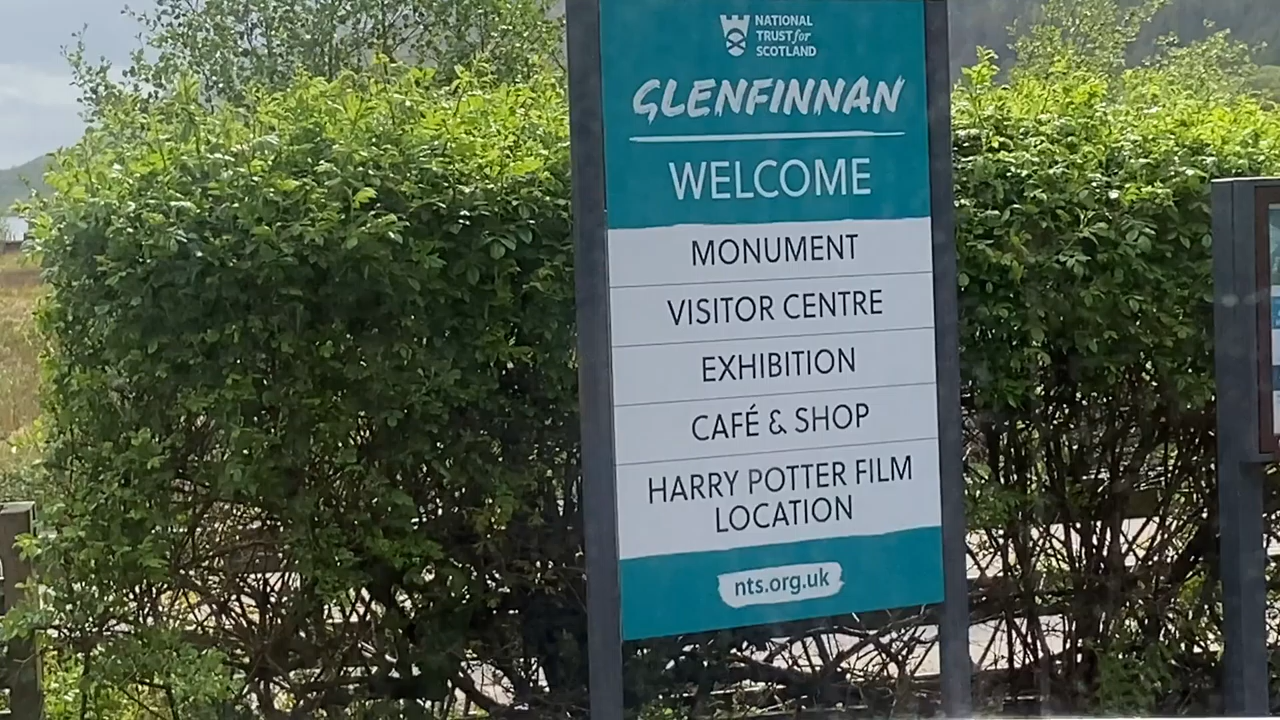 NATIONAL
TRUST for
SCOTLAND
GLENFINNAN
WELCOME
MONUMENT
VISITOR CENTRE
EXHIBITION
CAFÉ & SHOP
HARRY POTTER FILM
LOCATION
nts.org.uk